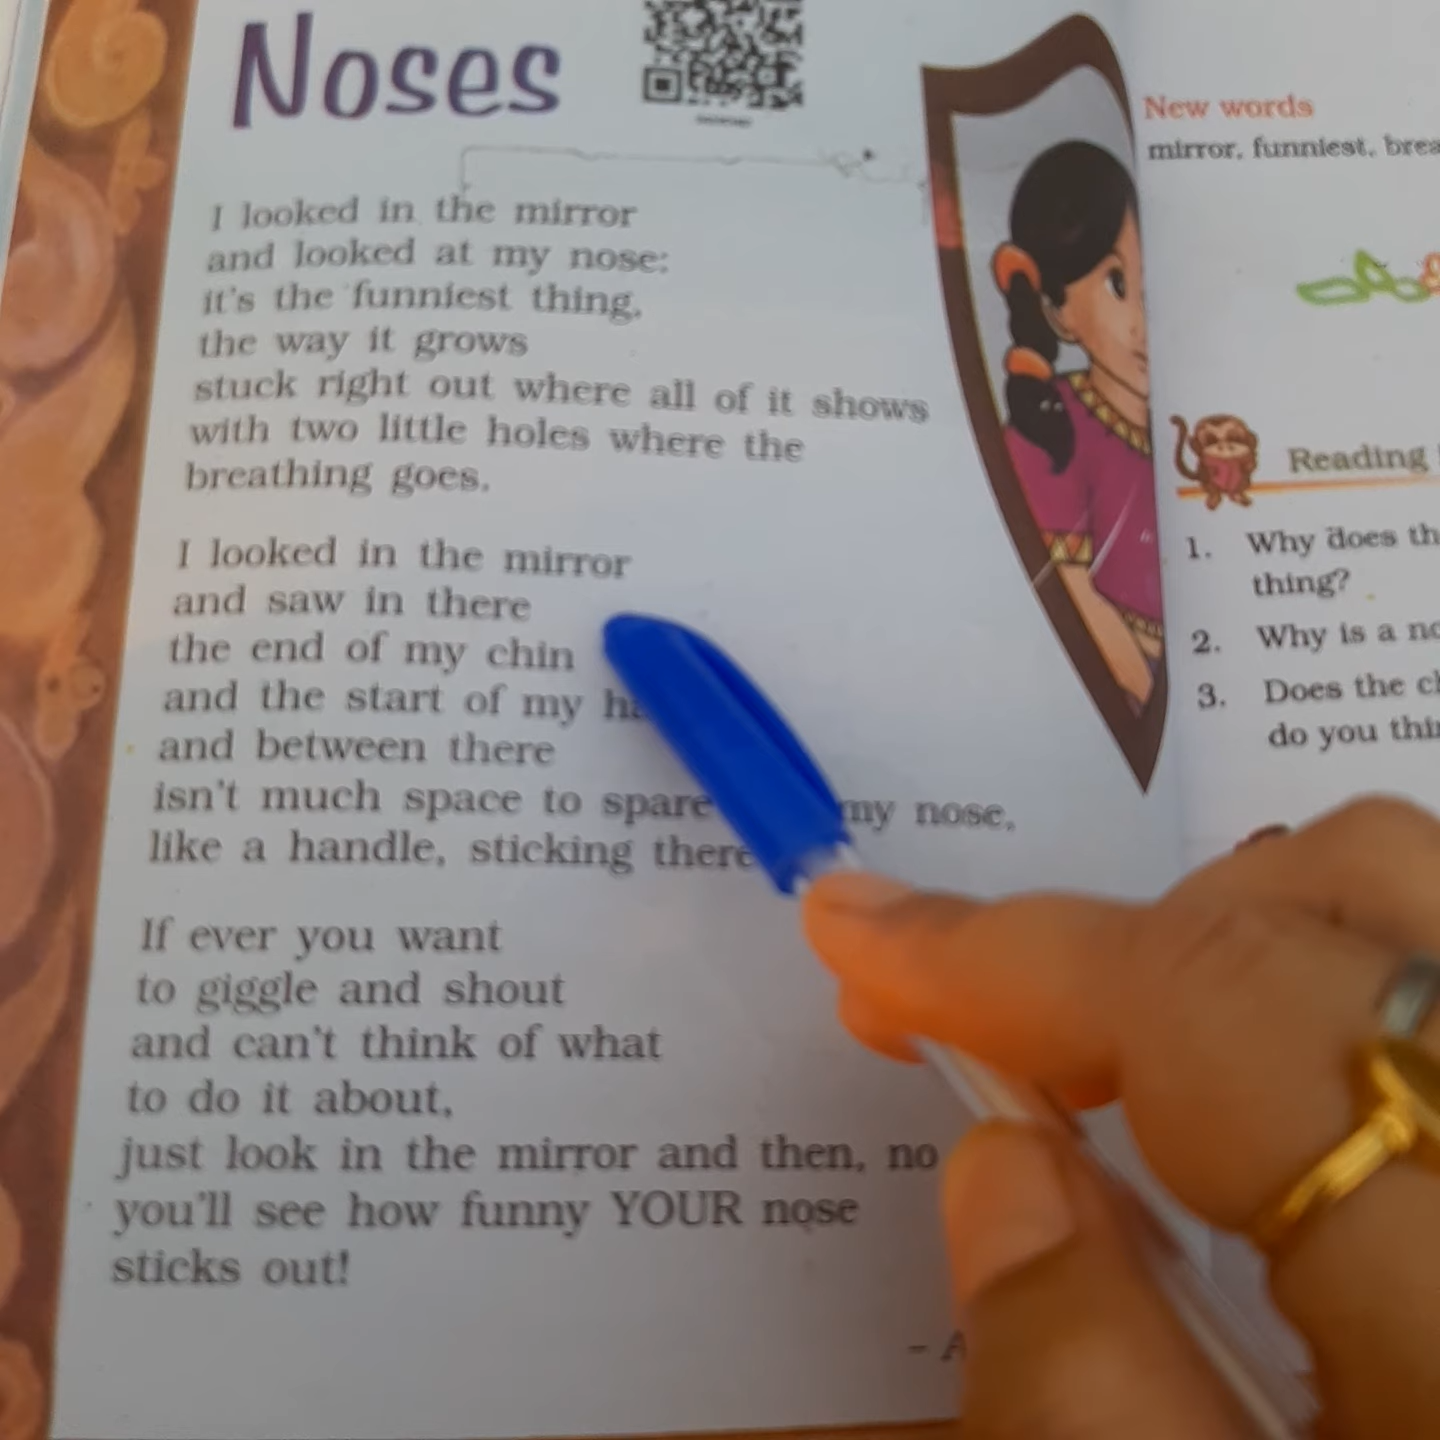 Noses
I looked in the mirror
and looked at my nose:
it's the funniest thing,
the way it grows
stuck right out where all of it shows
with two little holes where the
breathing goes.
I looked in the mirror
and saw in there
the end of my chin
and the start of my
and between there
isn't much space to spare my nose,
like a handle, sticking there
If ever you want
to giggle and shout
and can't think of what
to do it about,
just look in the mirror and then, no
you'll see how funny YOUR nose
sticks out!
New words
mirror, funniest,
Reading
1. Why does
thing?
2. Why is a
3. Does the
do you